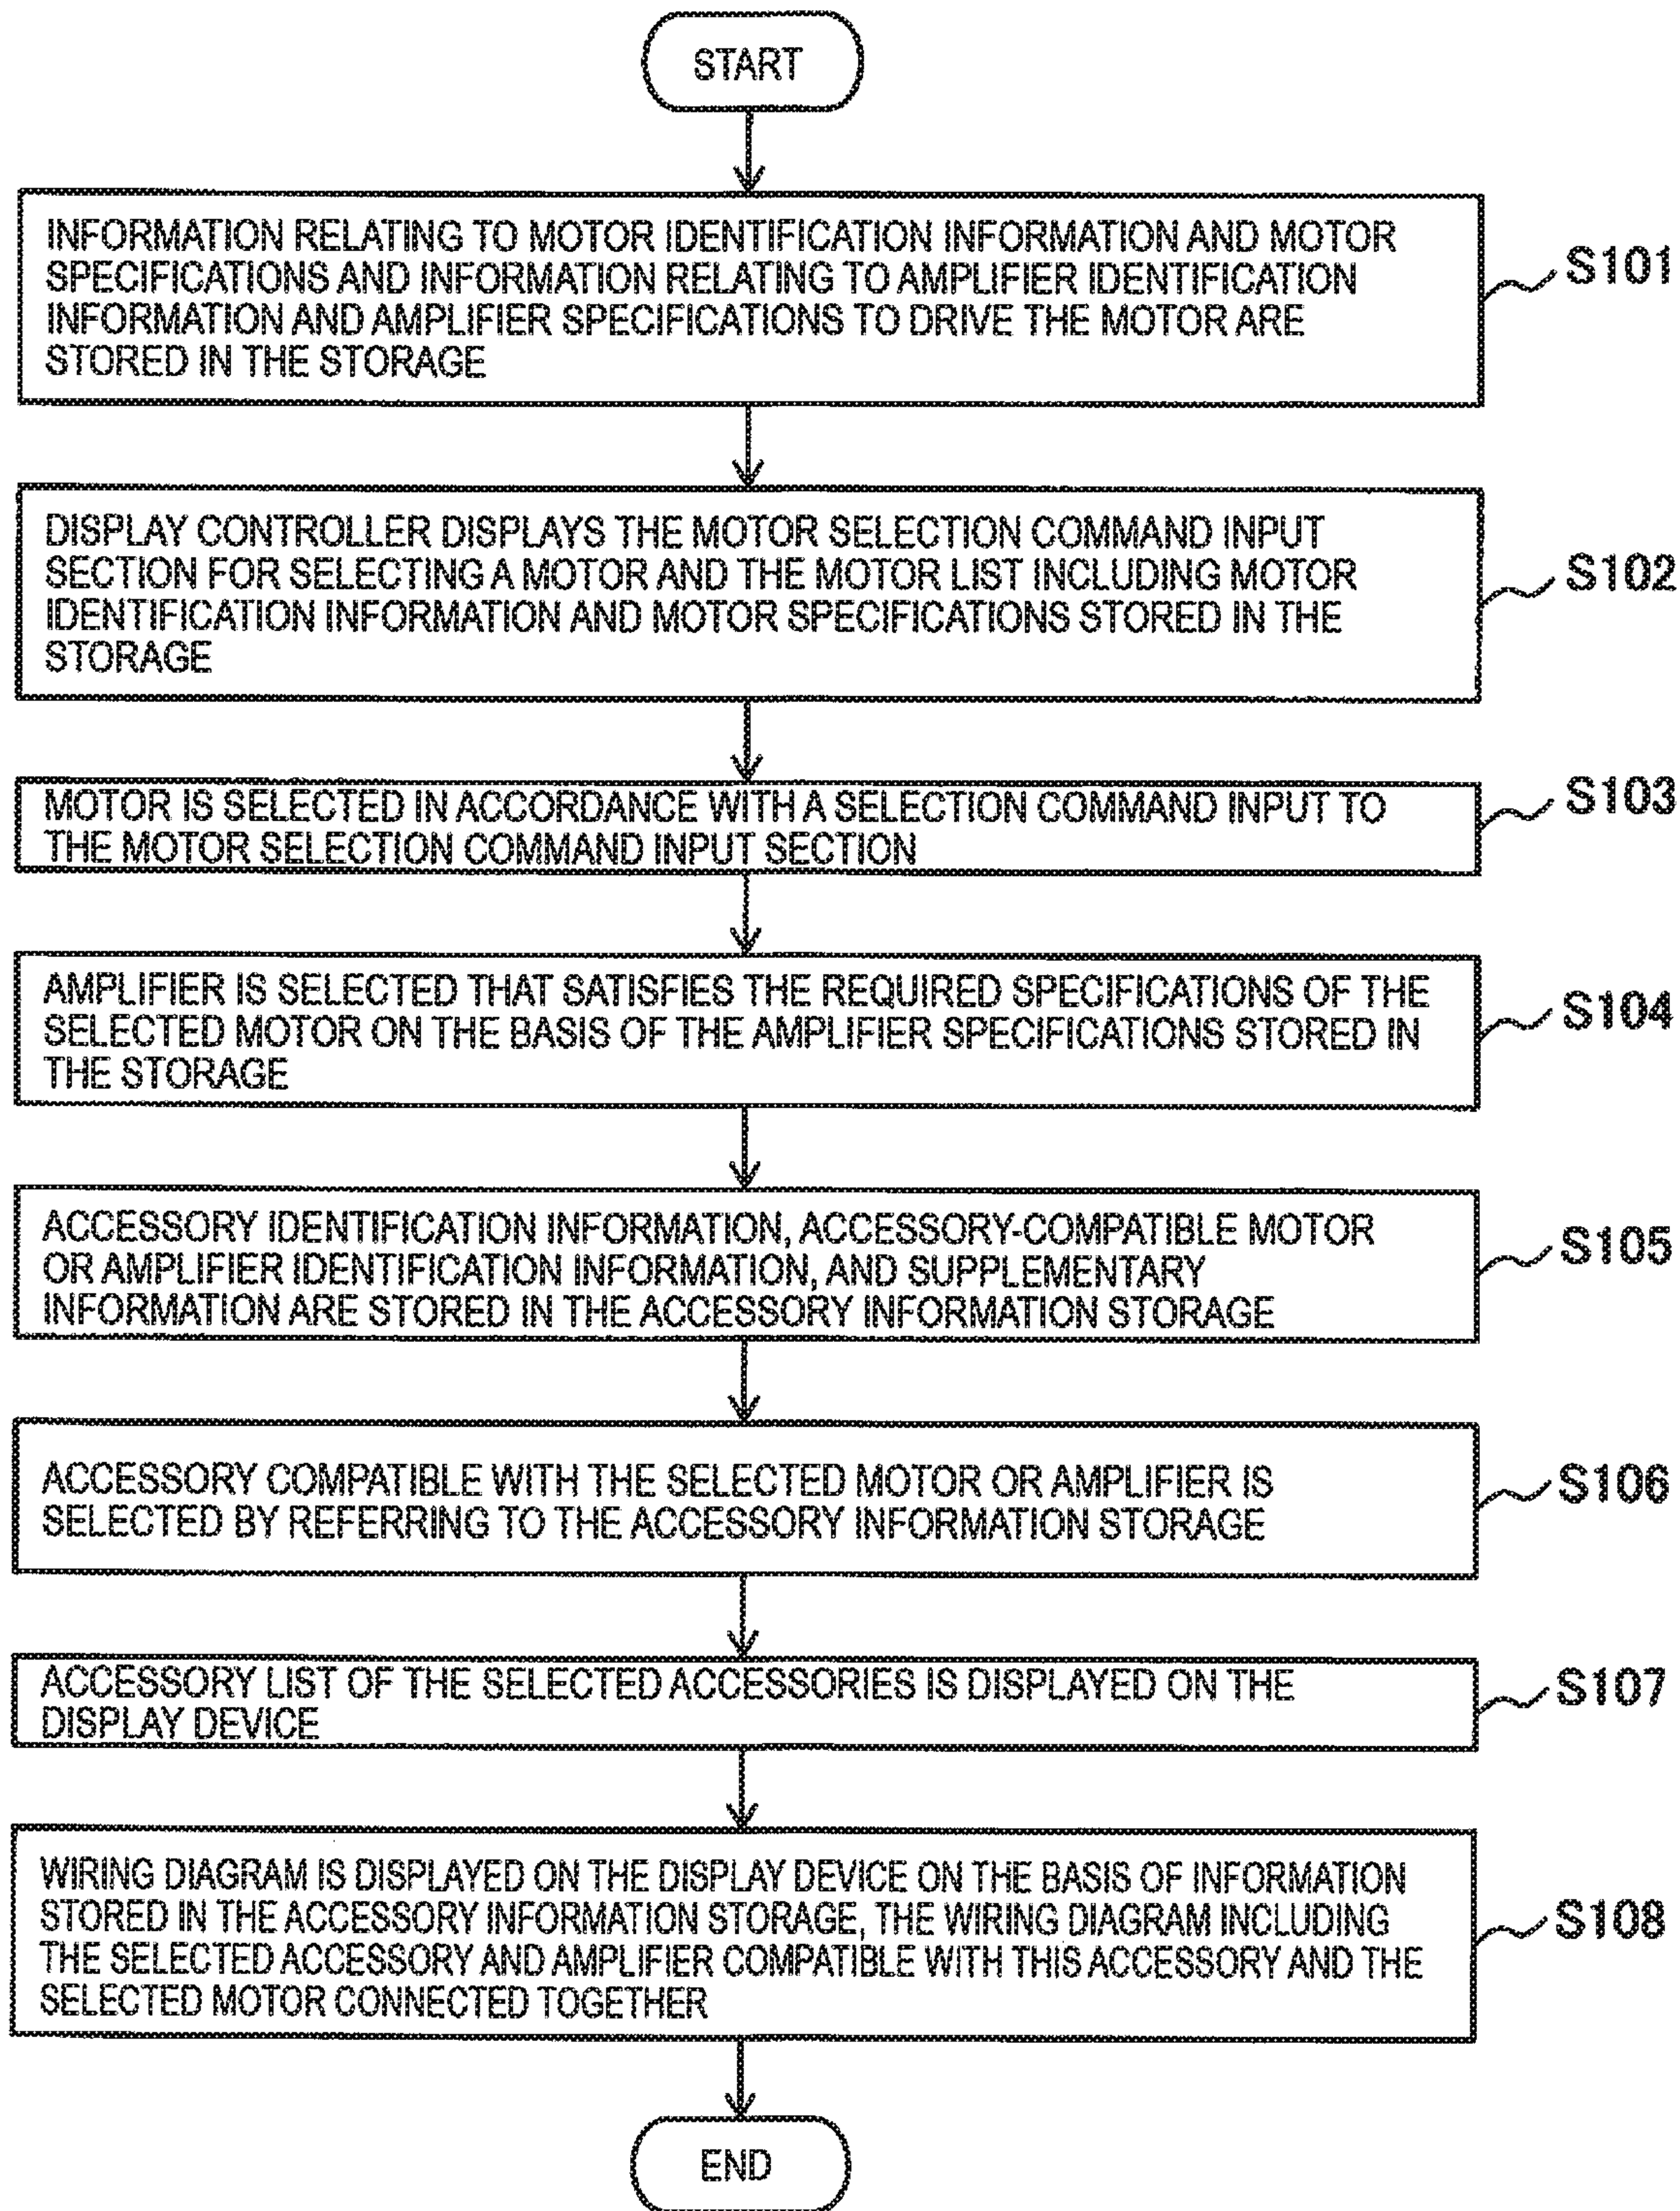 START
INFORMATION RELATING TO MOTOR IDENTIFICATION INFORMATION AND MOTOR
SPECIFICATIONS AND INFORMATION RELATING TO AMPLIFIER IDENTIFICATION
INFORMATION AND AMPLIFIER SPECIFICATIONS TO DRIVE THE MOTOR ARE
STORED IN THE STORAGE
S101
DISPLAY CONTROLLER DISPLAYS THE MOTOR SELECTION COMMAND INPUT
SECTION FOR SELECTING A MOTOR AND THE MOTOR LIST INCLUDING MOTOR
IDENTIFICATION INFORMATION AND MOTOR SPECIFICATIONS STORED IN THE
STORAGE
S102
MOTOR IS SELECTED IN ACCORDANCE WITH A SELECTION COMMAND INPUT TO
THE MOTOR SELECTION COMMAND INPUT SECTION
S103
AMPLIFIER IS SELECTED THAT SATISFIES THE REQUIRED SPECIFICATIONS OF THE
SELECTED MOTOR ON THE BASIS OF THE AMPLIFIER SPECIFICATIONS STORED IN
THE STORAGE
S104
ACCESSORY IDENTIFICATION INFORMATION, ACCESSORY-COMPATIBLE MOTOR
OR AMPLIFIER IDENTIFICATION INFORMATION, AND SUPPLEMENTARY
INFORMATION ARE STORED IN THE ACCESSORY INFORMATION STORAGE
S105
ACCESSORY COMPATIBLE WITH THE SELECTED MOTOR OR AMPLIFIER IS
SELECTED BY REFERRING TO THE ACCESSORY INFORMATION STORAGE
S106
ACCESSORY LIST OF THE SELECTED ACCESSORIES IS DISPLAYED ON THE
DISPLAY DEVICE
S107
WIRING DIAGRAM IS DISPLAYED ON THE DISPLAY DEVICE ON THE BASIS OF INFORMATION
STORED IN THE ACCESSORY INFORMATION STORAGE, THE WIRING DIAGRAM INCLUDING
THE SELECTED ACCESSORY AND AMPLIFIER COMPATIBLE WITH THIS ACCESSORY AND THE
SELECTED MOTOR CONNECTED TOGETHER
S108
END